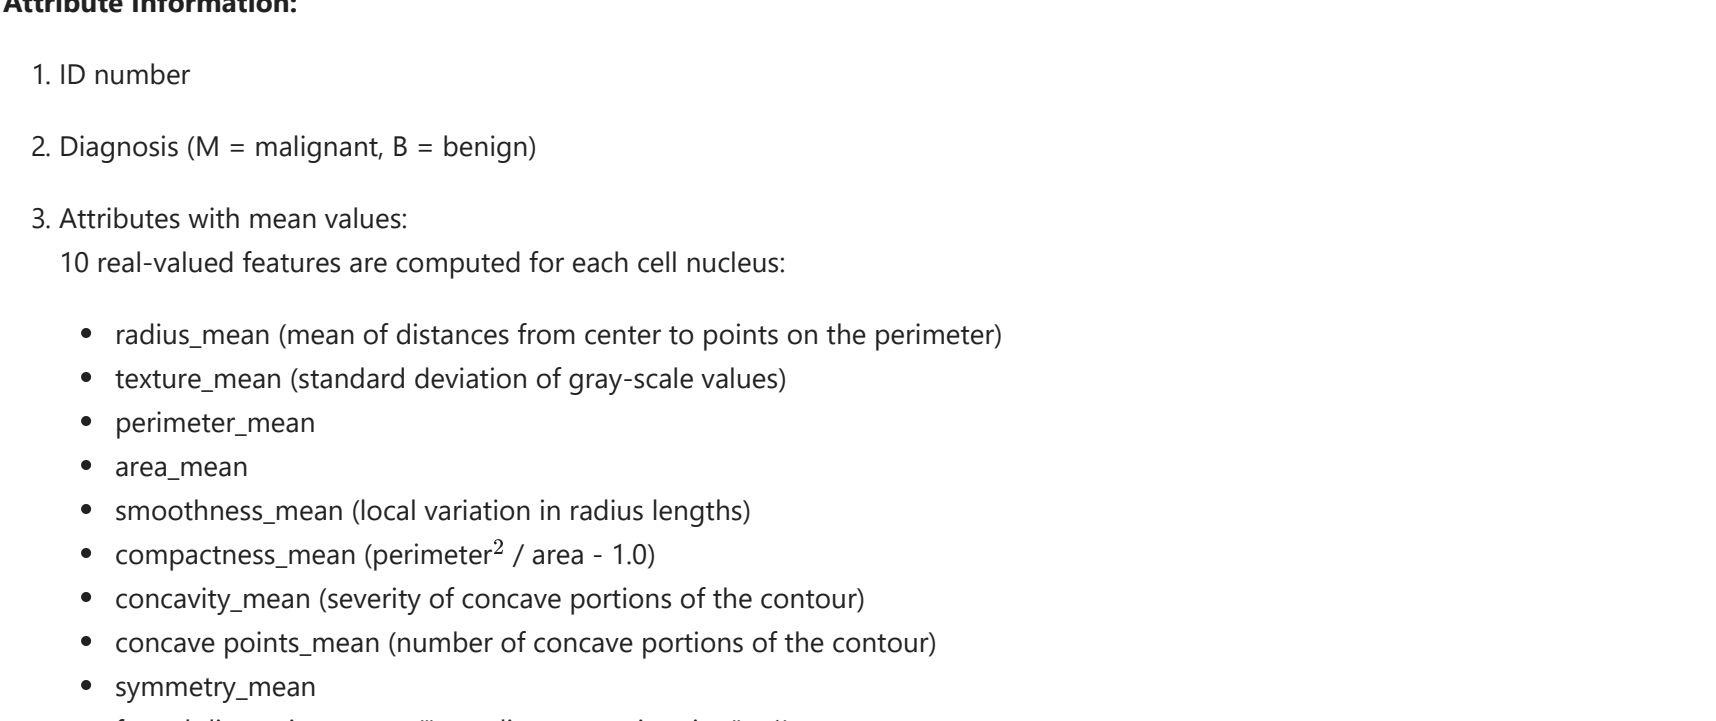 Attribute Information:
1. ID number
2. Diagnosis (M = malignant, B = benign)
3. Attributes with mean values:
10 real-valued features are computed for each cell nucleus:
• radius_mean (mean of distances from center to points on the perimeter)
• texture_mean (standard deviation of gray-scale values)
• perimeter_mean
• area_mean
• smoothness_mean (local variation in radius lengths)
• compactness_mean (perimeter² / area - 1.0)
• concavity_mean (severity of concave portions of the contour)
• concave points_mean (number of concave portions of the contour)
• symmetry_mean